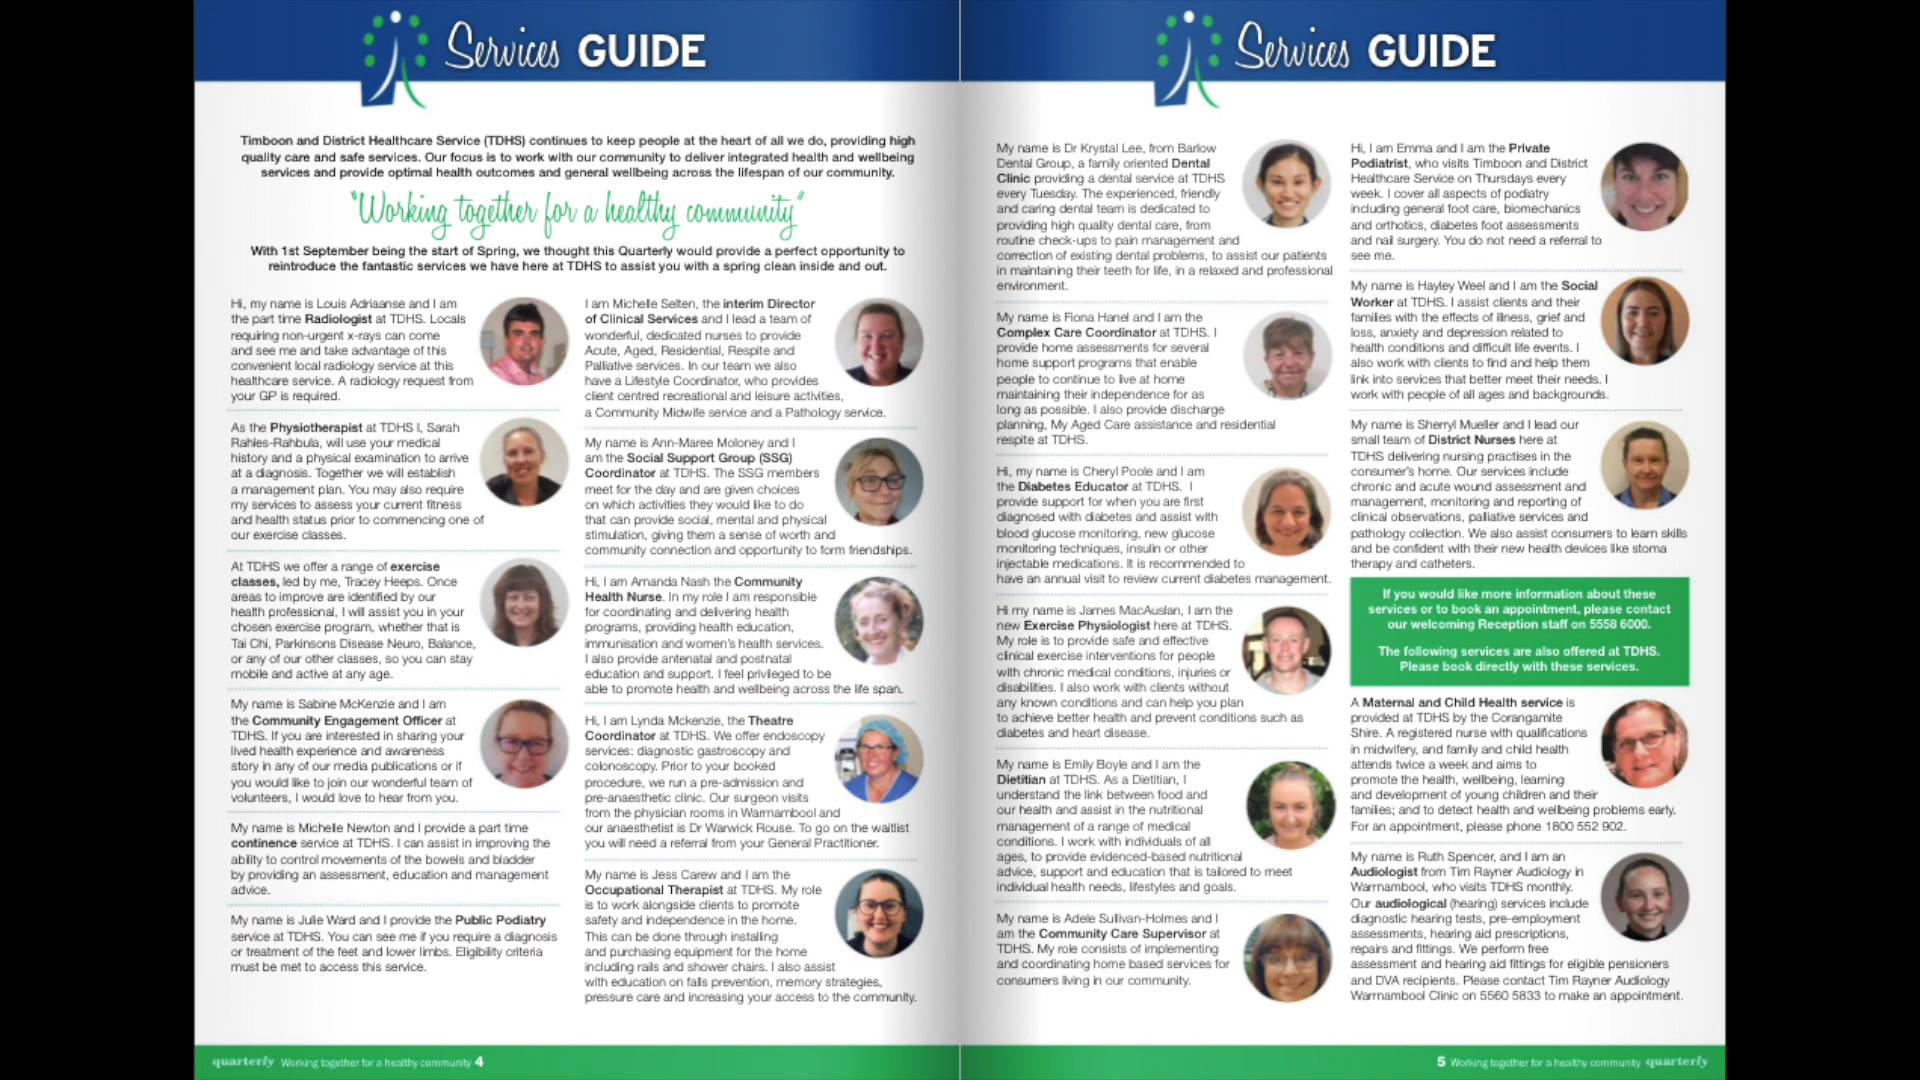 Services GUIDE
Timboon and District Healthcare Service (TDHS) continues to keep people at the heart of all we do, providing high
quality care and safe services. Our focus is to work with our community to deliver integrated health and wellbeing
services and provide optimal health outcomes and general wellbeing across the lifespan of our community.
"Working together for a healthy community"
With 1st September being the start of Spring, we thought this Quarterly would provide a perfect opportunity to
reintroduce the fantastic services we have here at TDHS to assist you with a spring clean inside and out.
Hi, my name is Louis Adriaanse and I am
the part time Radiologist at TDHS. Locals
requiring non-urgent x-rays can come
and see me and take advantage of this
convenient local radiology service at this
healthcare service. A radiology request from
your GP is required.
As the Physiotherapist at TDHS I, Sarah
Rahles-Rahbula, will use your medical
history and a physical examination to arrive
at a diagnosis. Together we will establish
a management plan. You may also require
my services to assess your current fitness
and health status prior to commencing one of
our exercise classes.
At TDHS we offer a range of exercise
classes, led by me, Tracey Heeps. Once
areas to improve are identified by our
health professional, I will assist you in your
chosen exercise program, whether that is
Tai Chi, Parkinsons Disease Neuro, Balance,
or any of our other classes, so you can stay
mobile and active at any age.
My name is Sabine McKenzie and I am
the Community Engagement Officer at
TDHS. If you are interested in sharing your
lived health experience and awareness
story in any of our media publications or if
you would like to join our wonderful team of
volunteers, I would love to hear from you.
My name is Michelle Newton and I provide a part time
continence service at TDHS. I can assist in improving the
ability to control movements of the bowels and bladder
by providing an assessment, education and management
advice.
My name is Julie Ward and I provide the Public Podiatry
service at TDHS. You can see me if you require a diagnosis
or treatment of the feet and lower limbs. Eligibility criteria
must be met to access this service.
I am Michelle Selten, the interim Director
of Clinical Services and I lead a team of
wonderful, dedicated nurses to provide
Acute, Aged, Residential, Respite and
Palliative services. In our team we also
have a Lifestyle Coordinator, who provides
client centred recreational and leisure activities,
a Community Midwife service and a Pathology service.
My name is Ann-Maree Moloney and I
am the Social Support Group (SSG)
Coordinator at TDHS. The SSG members
meet for the day and are given choices
on which activities they would like to do
that can provide social, mental and physical
stimulation, giving them a sense of worth and
community connection and opportunity to form friendships.
Hi, I am Amanda Nash the Community
Health Nurse. In my role I am responsible
for coordinating and delivering health
programs, providing health education,
immunisation and women's health services.
I also provide antenatal and postnatal
education and support. I feel privileged to be
able to promote health and wellbeing across the life span.
Hi, I am Lynda Mckenzie, the Theatre
Coordinator at TDHS. We offer endoscopy
services: diagnostic gastroscopy and
colonoscopy. Prior to your booked
procedure, we run a pre-admission and
pre-anaesthetic clinic. Our surgeon visits
from the physician rooms in Warrnambool and
our anaesthetist is Dr Warwick Rouse. To go on the waitlist
you will need a referral from your General Practitioner.
My name is Jess Carew and I am the
Occupational Therapist at TDHS. My role
is to work alongside clients to promote
safety and independence in the home.
This can be done through installing
and purchasing equipment for the home
including rails and shower chairs. I also assist
with education on falls prevention, memory strategies,
pressure care and increasing your access to the community.
quarterly Working together for a healthy community 4
Services GUIDE
My name is Dr Krystal Lee, from Barlow
Dental Group, a family oriented Dental
Clinic providing a dental service at TDHS
every Tuesday. The experienced, friendly
and caring dental team is dedicated to
providing high quality dental care, from
routine check-ups to pain management and
correction of existing dental problems, to assist our patients
in maintaining their teeth for life, in a relaxed and professional
environment.
My name is Fiona Hanel and I am the
Complex Care Coordinator at TDHS. I
provide home assessments for several
home support programs that enable
people to continue to live at home
maintaining their independence for as
long as possible. I also provide discharge
planning, My Aged Care assistance and residential
respite at TDHS.
Hi, my name is Cheryl Poole and I am
the Diabetes Educator at TDHS. I
provide support for when you are first
diagnosed with diabetes and assist with
blood glucose monitoring, new glucose
monitoring techniques, insulin or other
injectable medications. It is recommended to
have an annual visit to review current diabetes management.
Hi my name is James MacAuslan, I am the
new Exercise Physiologist here at TDHS.
My role is to provide safe and effective
clinical exercise interventions for people
with chronic medical conditions, injuries or
disabilities. I also work with clients without
any known conditions and can help you plan
to achieve better health and prevent conditions such as
diabetes and heart disease.
My name is Emily Boyle and I am the
Dietitian at TDHS. As a Dietitian, I
understand the link between food and
our health and assist in the nutritional
management of a range of medical
conditions. I work with individuals of all
ages, to provide evidenced-based nutritional
advice, support and education that is tailored to meet
individual health needs, lifestyles and goals.
My name is Adele Sullivan-Holmes and I
am the Community Care Supervisor at
TDHS. My role consists of implementing
and coordinating home based services for
consumers living in our community.
Hi, I am Emma and I am the Private
Podiatrist, who visits Timboon and District
Healthcare Service on Thursdays every
week. I cover all aspects of podiatry
including general foot care, biomechanics
and orthotics, diabetes foot assessments
and nail surgery. You do not need a referral to
see me.
My name is Hayley Weel and I am the Social
Worker at TDHS. I assist clients and their
families with the effects of illness, grief and
loss, anxiety and depression related to
health conditions and difficult life events. I
also work with clients to find and help them
link into services that better meet their needs. I
work with people of all ages and backgrounds.
My name is Sherryl Mueller and I lead our
small team of District Nurses here at
TDHS delivering nursing practises in the
consumer's home. Our services include
chronic and acute wound assessment and
management, monitoring and reporting of
clinical observations, palliative services and
pathology collection. We also assist consumers to learn skills
and be confident with their new health devices like stoma
therapy and catheters.
If you would like more information about these
services or to book an appointment, please contact
our welcoming Reception staff on 5558 6000.
The following services are also offered at TDHS.
Please book directly with these services.
A Maternal and Child Health service is
provided at TDHS by the Corangamite
Shire. A registered nurse with qualifications
in midwifery, and family and child health
attends twice a week and aims to
promote the health, wellbeing, learning
and development of young children and their
families; and to detect health and wellbeing problems early.
For an appointment, please phone 1800 552 902.
My name is Ruth Spencer, and I am an
Audiologist from Tim Rayner Audiology in
Warrnambool, who visits TDHS monthly.
Our audiological (hearing) services include
diagnostic hearing tests, pre-employment
assessments, hearing aid prescriptions,
repairs and fittings. We perform free
assessment and hearing aid fittings for eligible pensioners
and DVA recipients. Please contact Tim Rayner Audiology
Warrnambool Clinic on 5560 5833 to make an appointment.
5 Working together for a healthy community quarterly